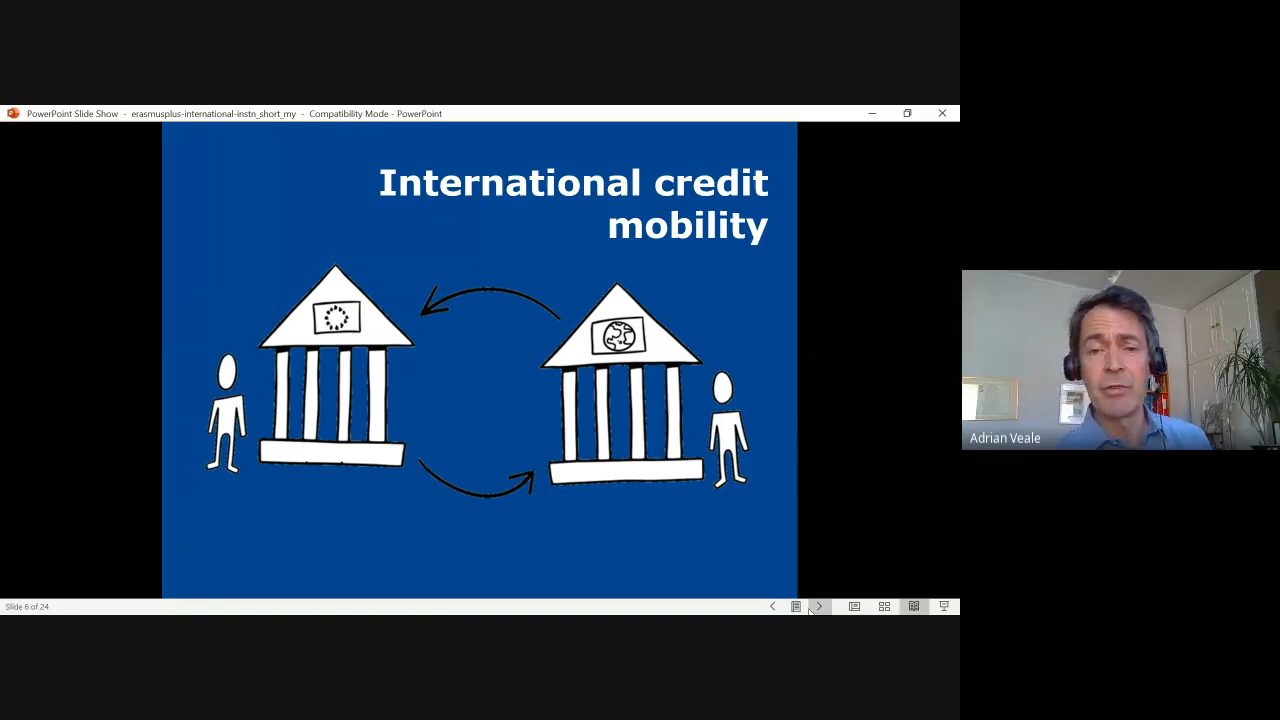 PowerPoint Slide Show - erasmusplus-international-instn_short_my - Compatibility Mode - PowerPoint
International credit
mobility
Adrian Veale
Slide 6 of 24